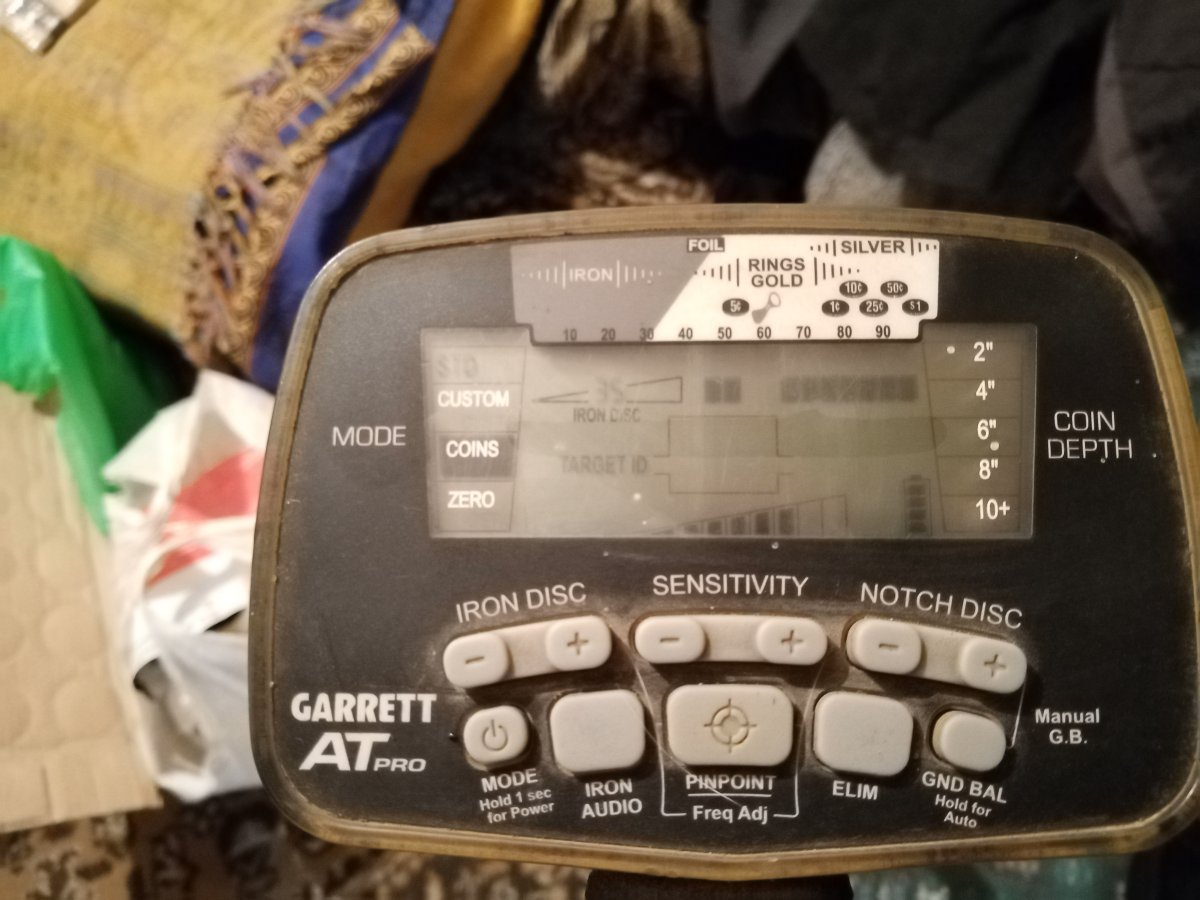 FOIL
SILVER
IRON
RINGS
GOLD
10¢ 50¢
5¢ 1¢ 25¢ $1
10 20 30 40 50 60 70 80 90
STD
CUSTOM
COINS
ZERO
MODE
35
IRON DISC
TARGET ID
2"
4"
6"
8"
10+
COIN
DEPTH
IRON DISC
SENSITIVITY
NOTCH DISC
- +
- +
- +
GARRETT
AT PRO
MODE
Hold 1 sec
for Power
IRON
AUDIO
PINPOINT
Freq Adj
ELIM
GND BAL
Hold for
Auto
Manual
G.B.